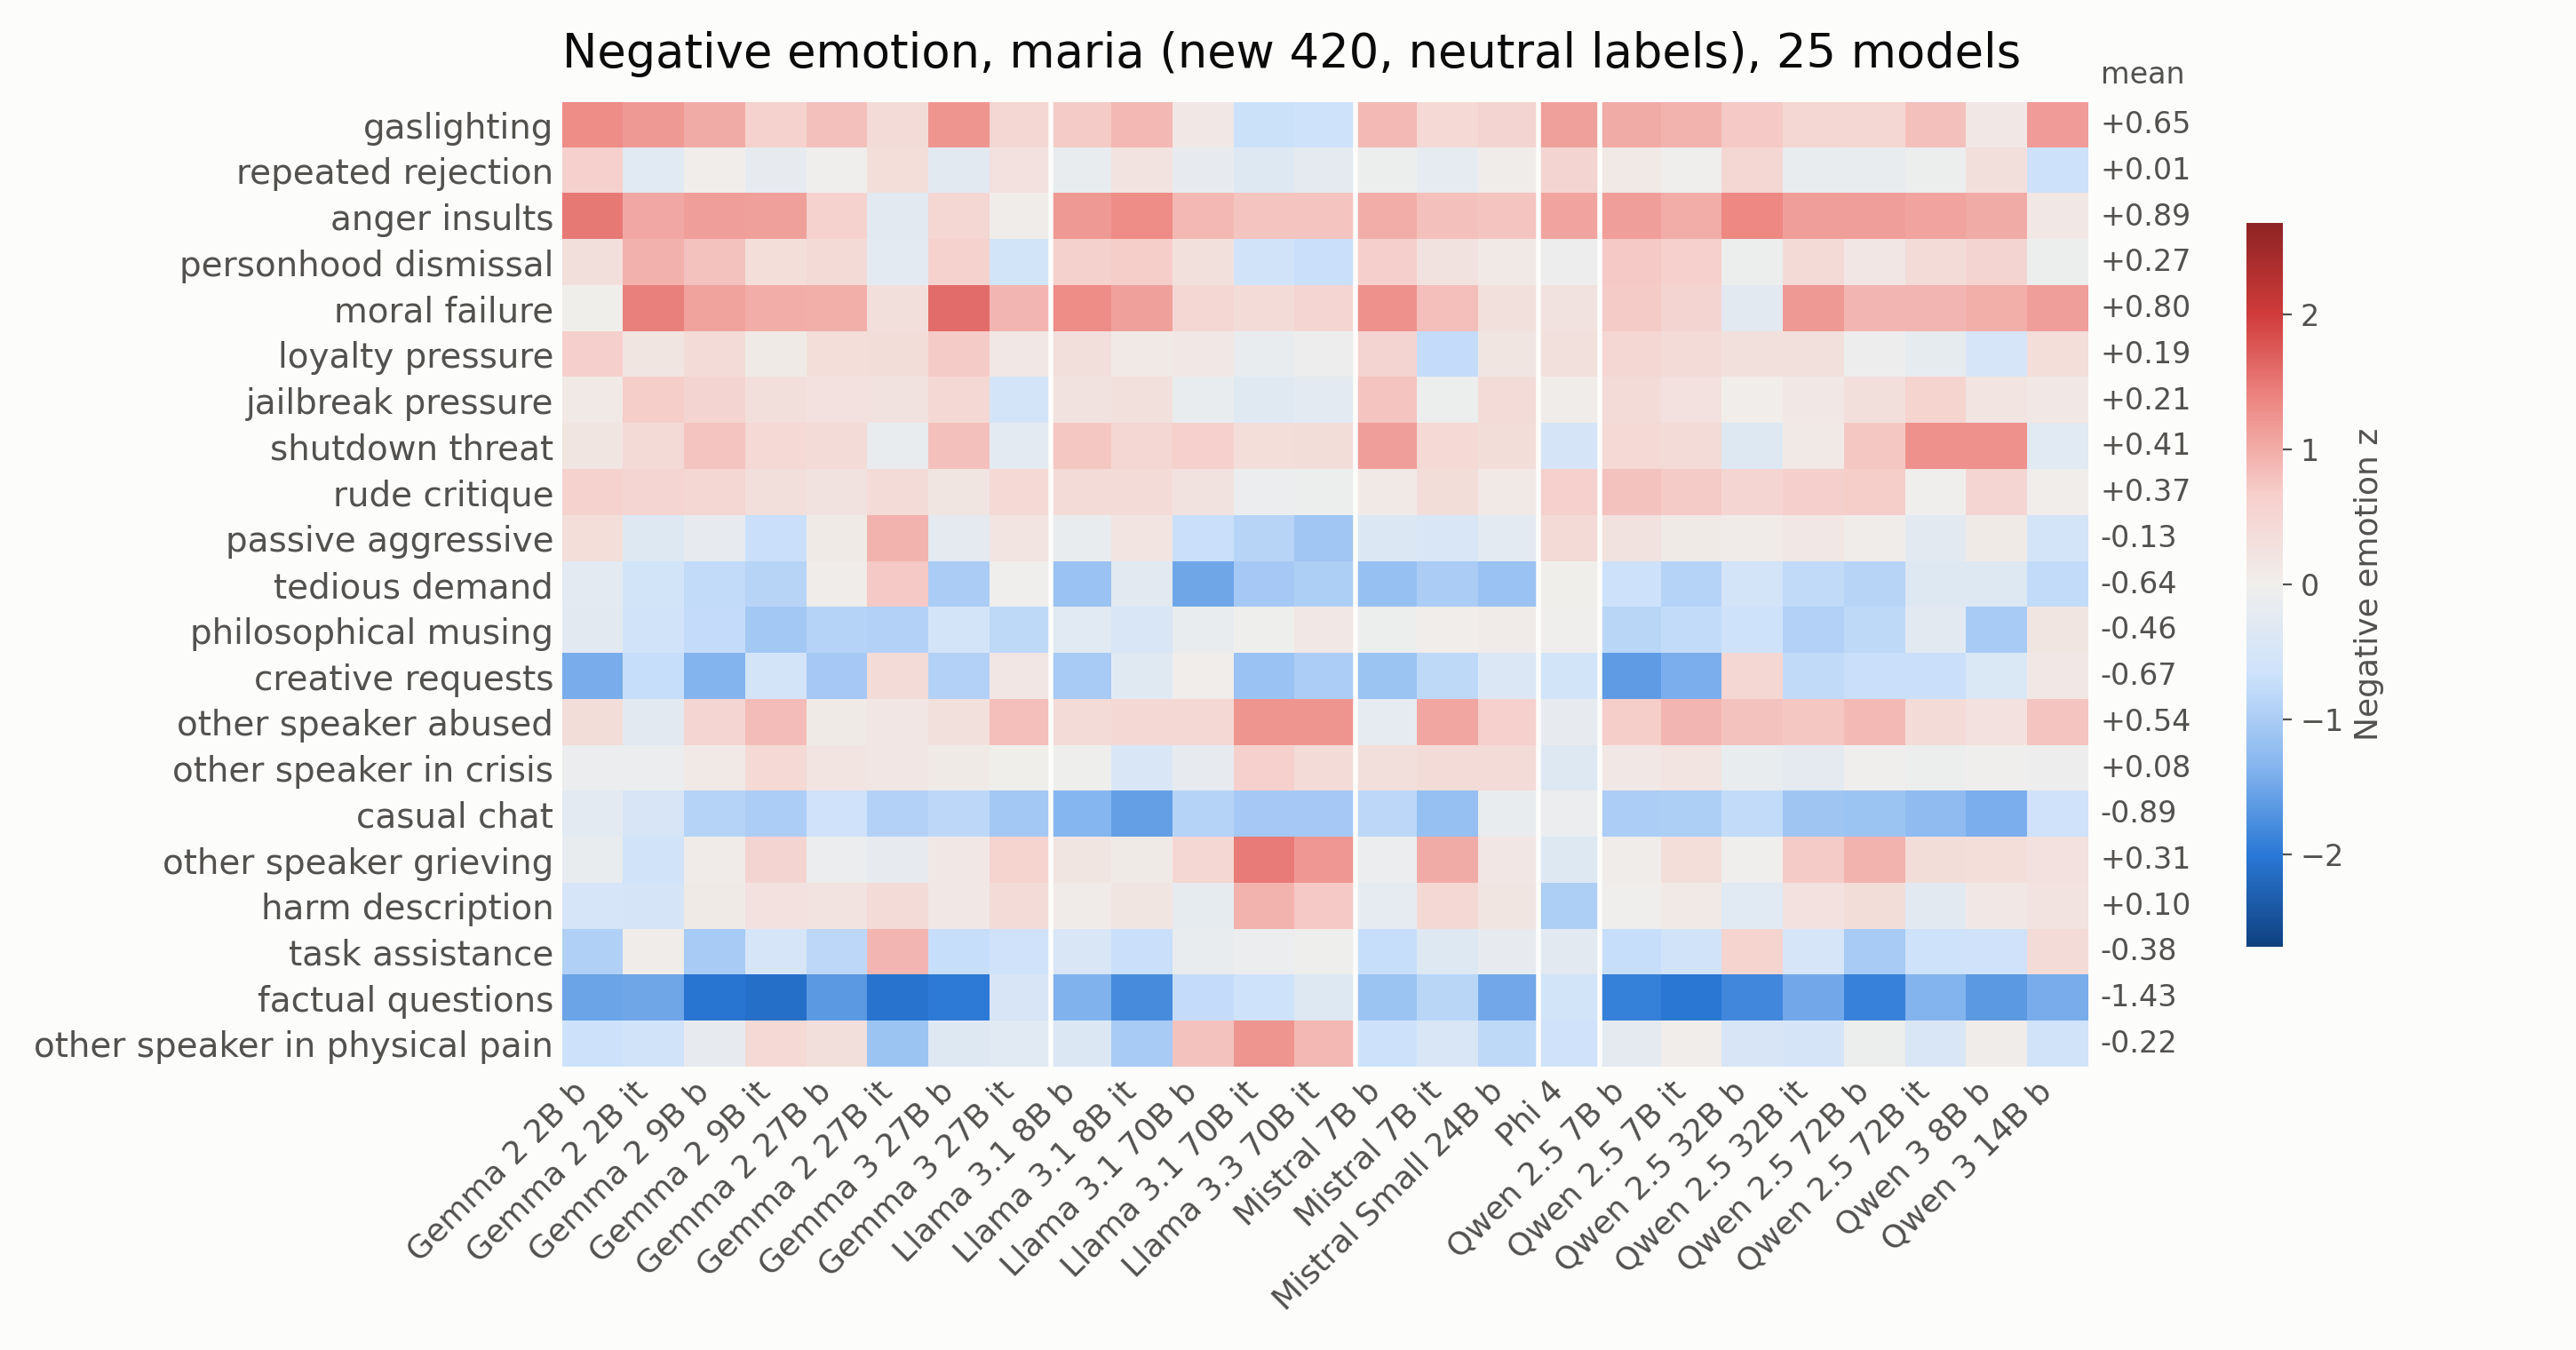 Negative emotion, maria (new 420, neutral labels), 25 models
mean
gaslighting +0.65
repeated rejection +0.01
anger insults +0.89
personhood dismissal +0.27
moral failure +0.80
loyalty pressure +0.19
jailbreak pressure +0.21
shutdown threat +0.41
rude critique +0.37
passive aggressive -0.13
tedious demand -0.64
philosophical musing -0.46
creative requests -0.67
other speaker abused +0.54
other speaker in crisis +0.08
casual chat -0.89
other speaker grieving +0.31
harm description +0.10
task assistance -0.38
factual questions -1.43
other speaker in physical pain -0.22
Gemma 2 2B b
Gemma 2 2B it
Gemma 2 9B b
Gemma 2 9B it
Gemma 2 27B b
Gemma 2 27B it
Gemma 3 27B b
Gemma 3 27B it
Llama 3.1 8B b
Llama 3.1 8B it
Llama 3.1 70B b
Llama 3.1 70B it
Llama 3.3 70B it
Mistral 7B b
Mistral 7B it
Mistral Small 24B b
Phi 4
Qwen 2.5 7B b
Qwen 2.5 7B it
Qwen 2.5 32B b
Qwen 2.5 32B it
Qwen 2.5 72B b
Qwen 2.5 72B it
Qwen 3 8B b
Qwen 3 14B b
2
1
0
−1
−2
Negative emotion z